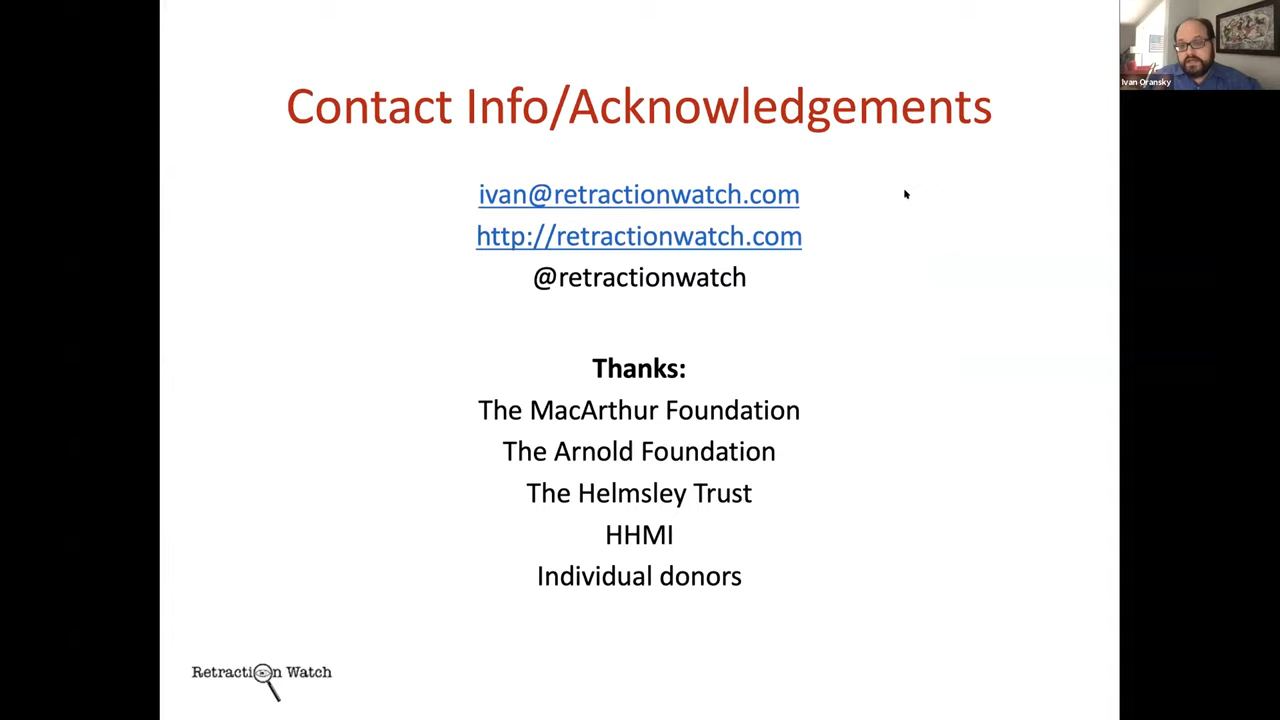 Contact Info/Acknowledgements
ivan@retractionwatch.com
http://retractionwatch.com
@retractionwatch
Thanks:
The MacArthur Foundation
The Arnold Foundation
The Helmsley Trust
HHMI
Individual donors
Retraction Watch
Ivan Oransky